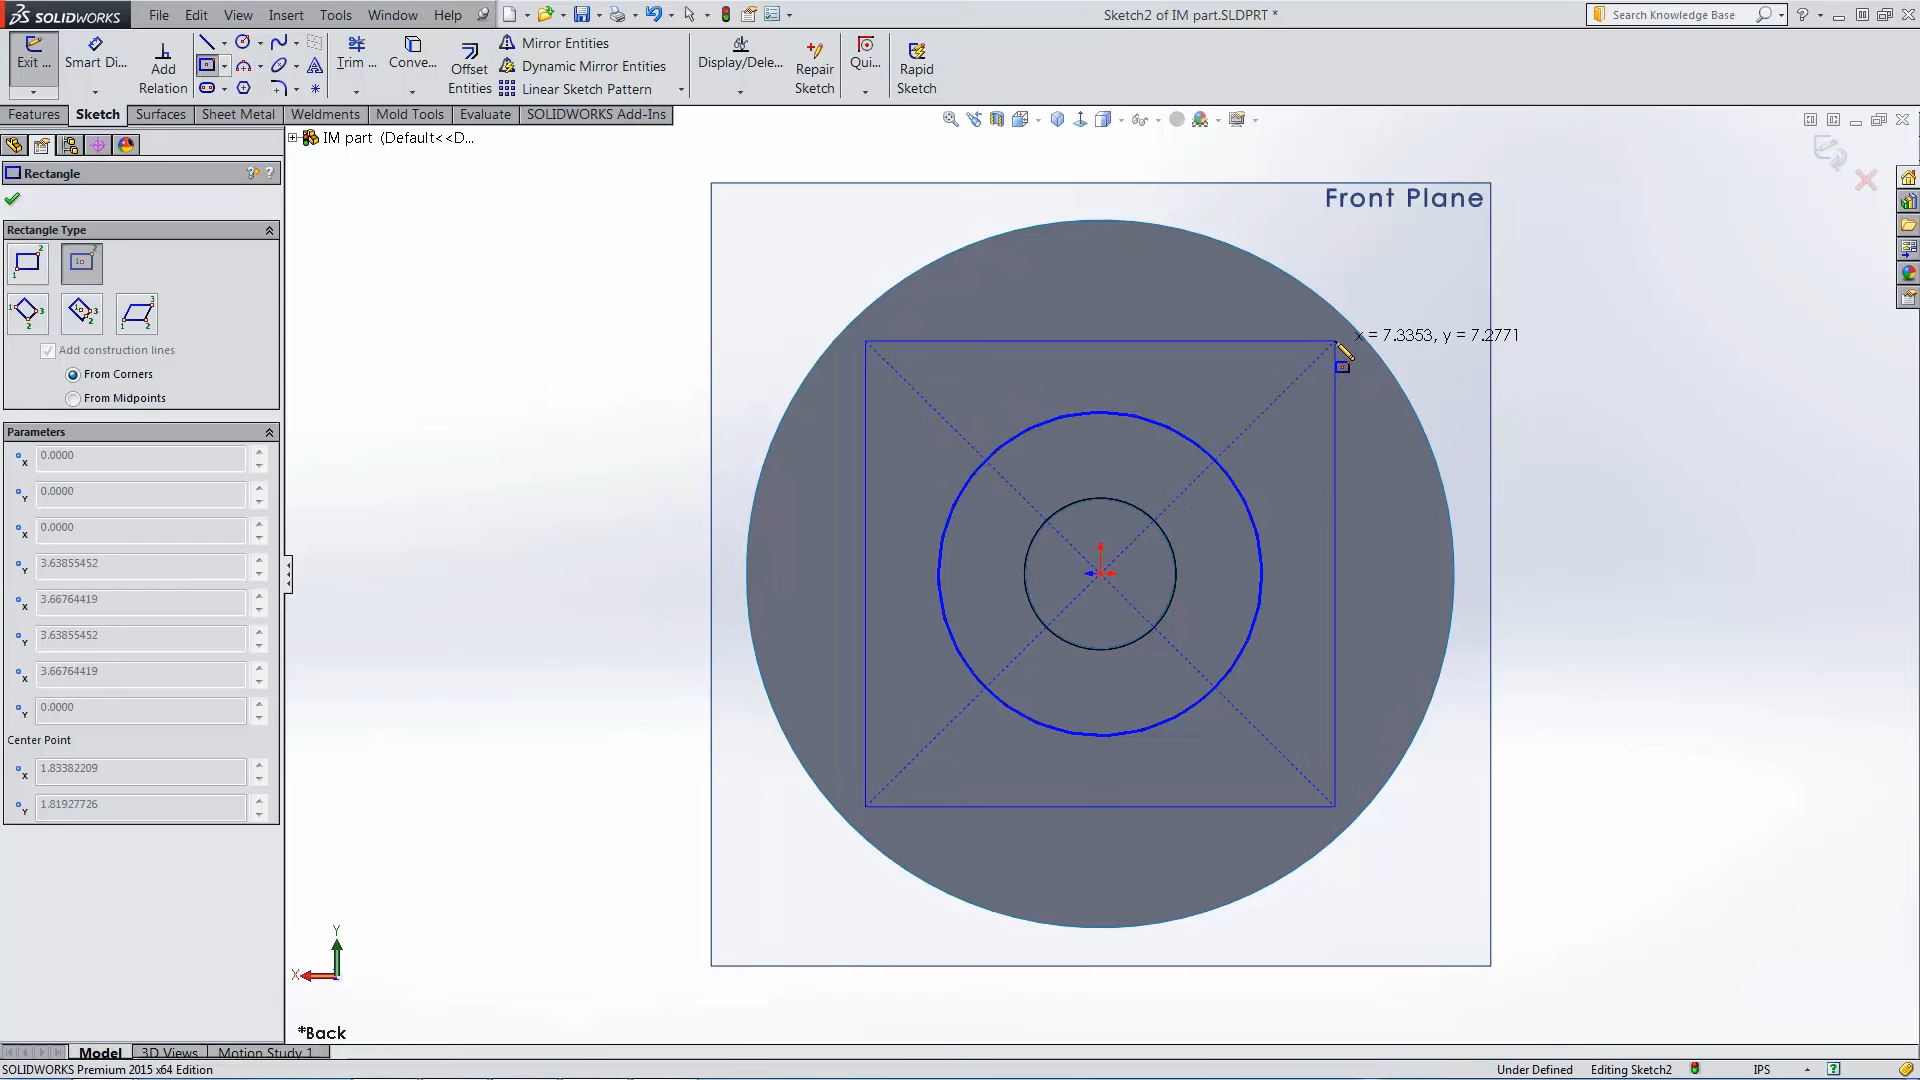 SOLIDWORKS
File Edit View Insert Tools Window Help
Sketch2 of IM part.SLDPRT *
Search Knowledge Base
Exit ...
Smart Di...
Add Relation
Trim ...
Conve...
Offset Entities
Mirror Entities
Dynamic Mirror Entities
Linear Sketch Pattern
Display/Dele...
Repair Sketch
Qui...
Rapid Sketch
Features Sketch Surfaces Sheet Metal Weldments Mold Tools Evaluate SOLIDWORKS Add-Ins
IM part (Default<<D...
Rectangle
Rectangle Type
Add construction lines
From Corners
From Midpoints
Parameters
x 0.0000
Y 0.0000
x 0.0000
Y 3.63855452
x 3.66764419
Y 3.63855452
x 3.66764419
Y 0.0000
Center Point
x 1.83382209
Y 1.81927726
Front Plane
x = 7.3353, y = 7.2771
Y
X
*Back
Model 3D Views Motion Study 1
SOLIDWORKS Premium 2015 x64 Edition
Under Defined Editing Sketch2 IPS